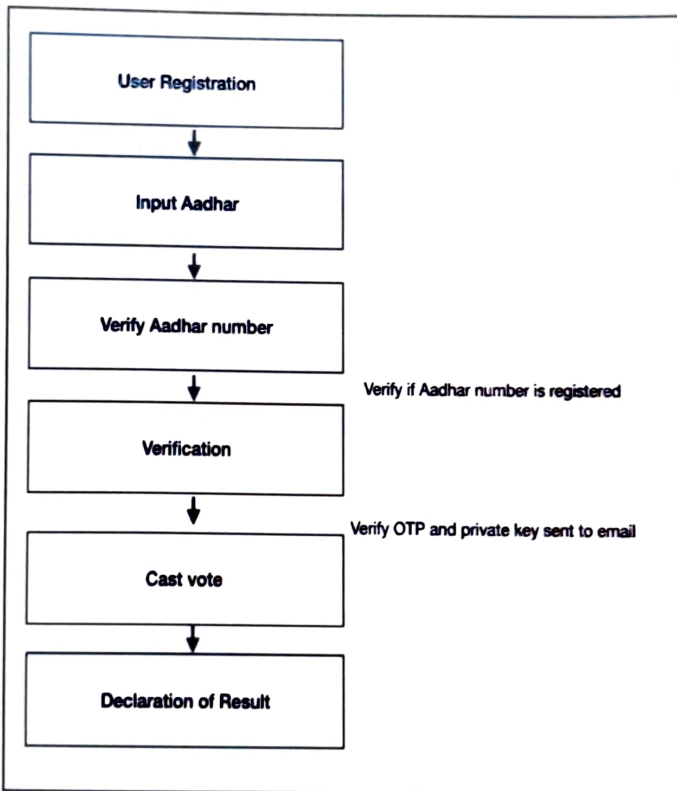 User Registration
Input Aadhar
Verify Aadhar number
Verify if Aadhar number is registered
Verification
Verify OTP and private key sent to email
Cast vote
Declaration of Result